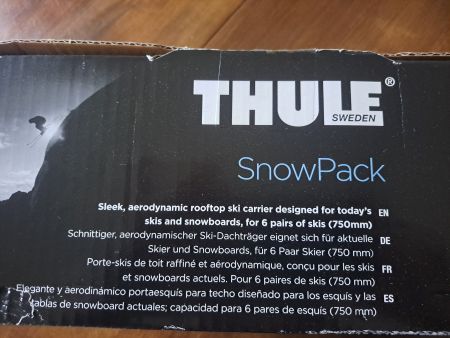 THULE®
SWEDEN
SnowPack
Sleek, aerodynamic rooftop ski carrier designed for today's EN
skis and snowboards, for 6 pairs of skis (750mm)
Schnittiger, aerodynamischer Ski-Dachträger eignet sich für aktuelle DE
Skier und Snowboards, für 6 Paar Skier (750 mm)
Porte-skis de toit raffiné et aérodynamique, conçu pour les skis FR
et snowboards actuels. Pour 6 paires de skis (750 mm)
Elegante y aerodinámico portaesquís para techo diseñado para los esquís y las ES
tablas de snowboard actuales; capacidad para 6 pares de esquís (750 mm)